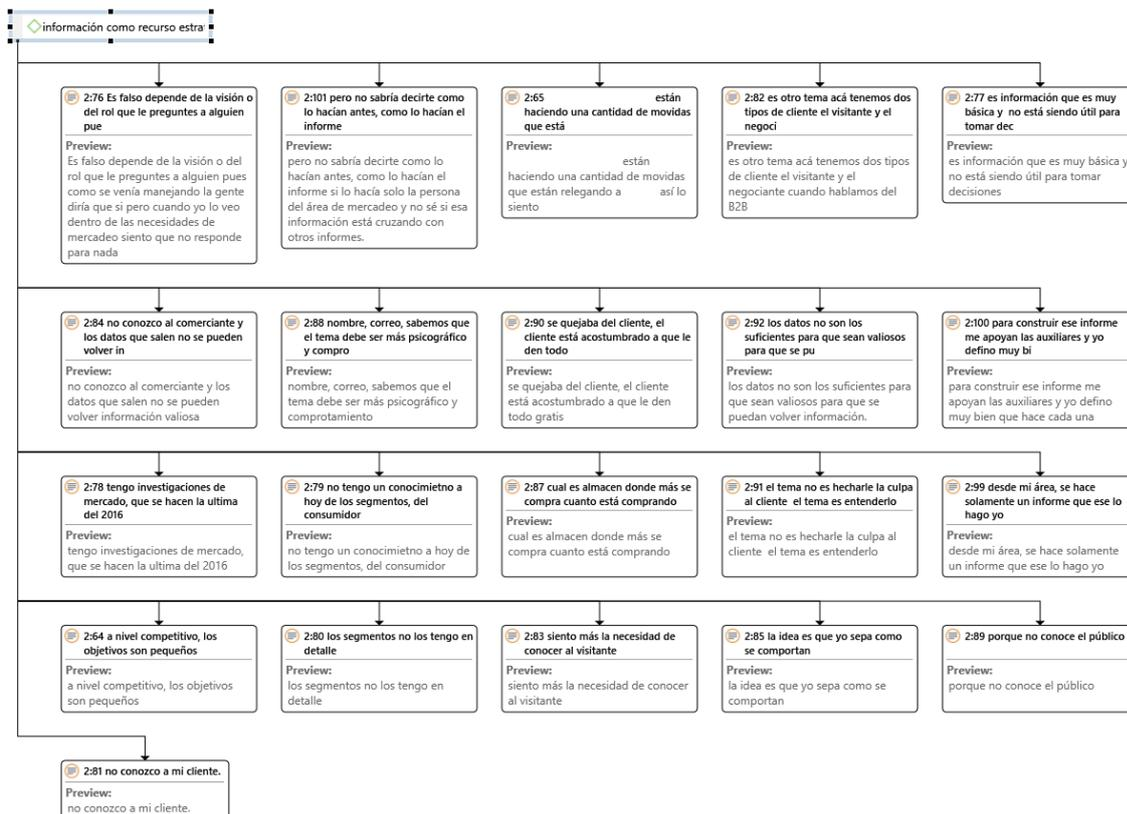 información como recurso estra
2:76 Es falso depende de la visión o
del rol que le preguntes a alguien
pue
Preview:
Es falso depende de la visión o del
rol que le preguntes a alguien pues
como se venía manejando la gente
diría que si pero cuando yo lo veo
dentro de las necesidades de
mercadeo siento que no responde
para nada
2:101 pero no sabría decirte como
lo hacían antes, como lo hacían el
informe
Preview:
pero no sabría decirte como lo
hacían antes, como lo hacían el
informe si lo hacía solo la persona
del área de mercadeo y no sé si esa
información está cruzando con
otros informes.
2:65 están
haciendo una cantidad de movidas
que está
Preview:
están
haciendo una cantidad de movidas
que están relegando a así lo
siento
2:82 es otro tema acá tenemos dos
tipos de cliente el visitante y el
negoci
Preview:
es otro tema acá tenemos dos tipos
de cliente el visitante y el
negociante cuando hablamos del
B2B
2:77 es información que es muy
básica y no está siendo útil para
tomar dec
Preview:
es información que es muy básica y
no está siendo útil para tomar
decisiones
2:84 no conozco al comerciante y
los datos que salen no se pueden
volver in
Preview:
no conozco al comerciante y los
datos que salen no se pueden
volver información valiosa
2:88 nombre, correo, sabemos que
el tema debe ser más psicográfico
y compro
Preview:
nombre, correo, sabemos que el
tema debe ser más psicográfico y
comprotamiento
2:90 se quejaba del cliente, el
cliente está acostumbrado a que le
den todo
Preview:
se quejaba del cliente, el cliente
está acostumbrado a que le den
todo gratis
2:92 los datos no son los
suficientes para que sean valiosos
para que se pu
Preview:
los datos no son los suficientes para
que sean valiosos para que se
puedan volver información.
2:100 para construir ese informe
me apoyan las auxiliares y yo
defino muy bi
Preview:
para construir ese informe me
apoyan las auxiliares y yo defino
muy bien que hace cada una
2:78 tengo investigaciones de
mercado, que se hacen la ultima
del 2016
Preview:
tengo investigaciones de mercado,
que se hacen la ultima del 2016
2:79 no tengo un conocimietno a
hoy de los segmentos, del
consumidor
Preview:
no tengo un conocimietno a hoy de
los segmentos, del consumidor
2:87 cual es almacen donde más se
compra cuanto está comprando
Preview:
cual es almacen donde más se
compra cuanto está comprando
2:91 el tema no es hecharle la culpa
al cliente el tema es entenderlo
Preview:
el tema no es hecharle la culpa al
cliente el tema es entenderlo
2:99 desde mi área, se hace
solamente un informe que ese lo
hago yo
Preview:
desde mi área, se hace solamente
un informe que ese lo hago yo
2:64 a nivel competitivo, los
objetivos son pequeños
Preview:
a nivel competitivo, los objetivos
son pequeños
2:80 los segmentos no los tengo en
detalle
Preview:
los segmentos no los tengo en
detalle
2:83 siento más la necesidad de
conocer al visitante
Preview:
siento más la necesidad de conocer
al visitante
2:85 la idea es que yo sepa como
se comportan
Preview:
la idea es que yo sepa como se
comportan
2:89 porque no conoce el público
Preview:
porque no conoce el público
2:81 no conozco a mi cliente.
Preview:
no conozco a mi cliente.